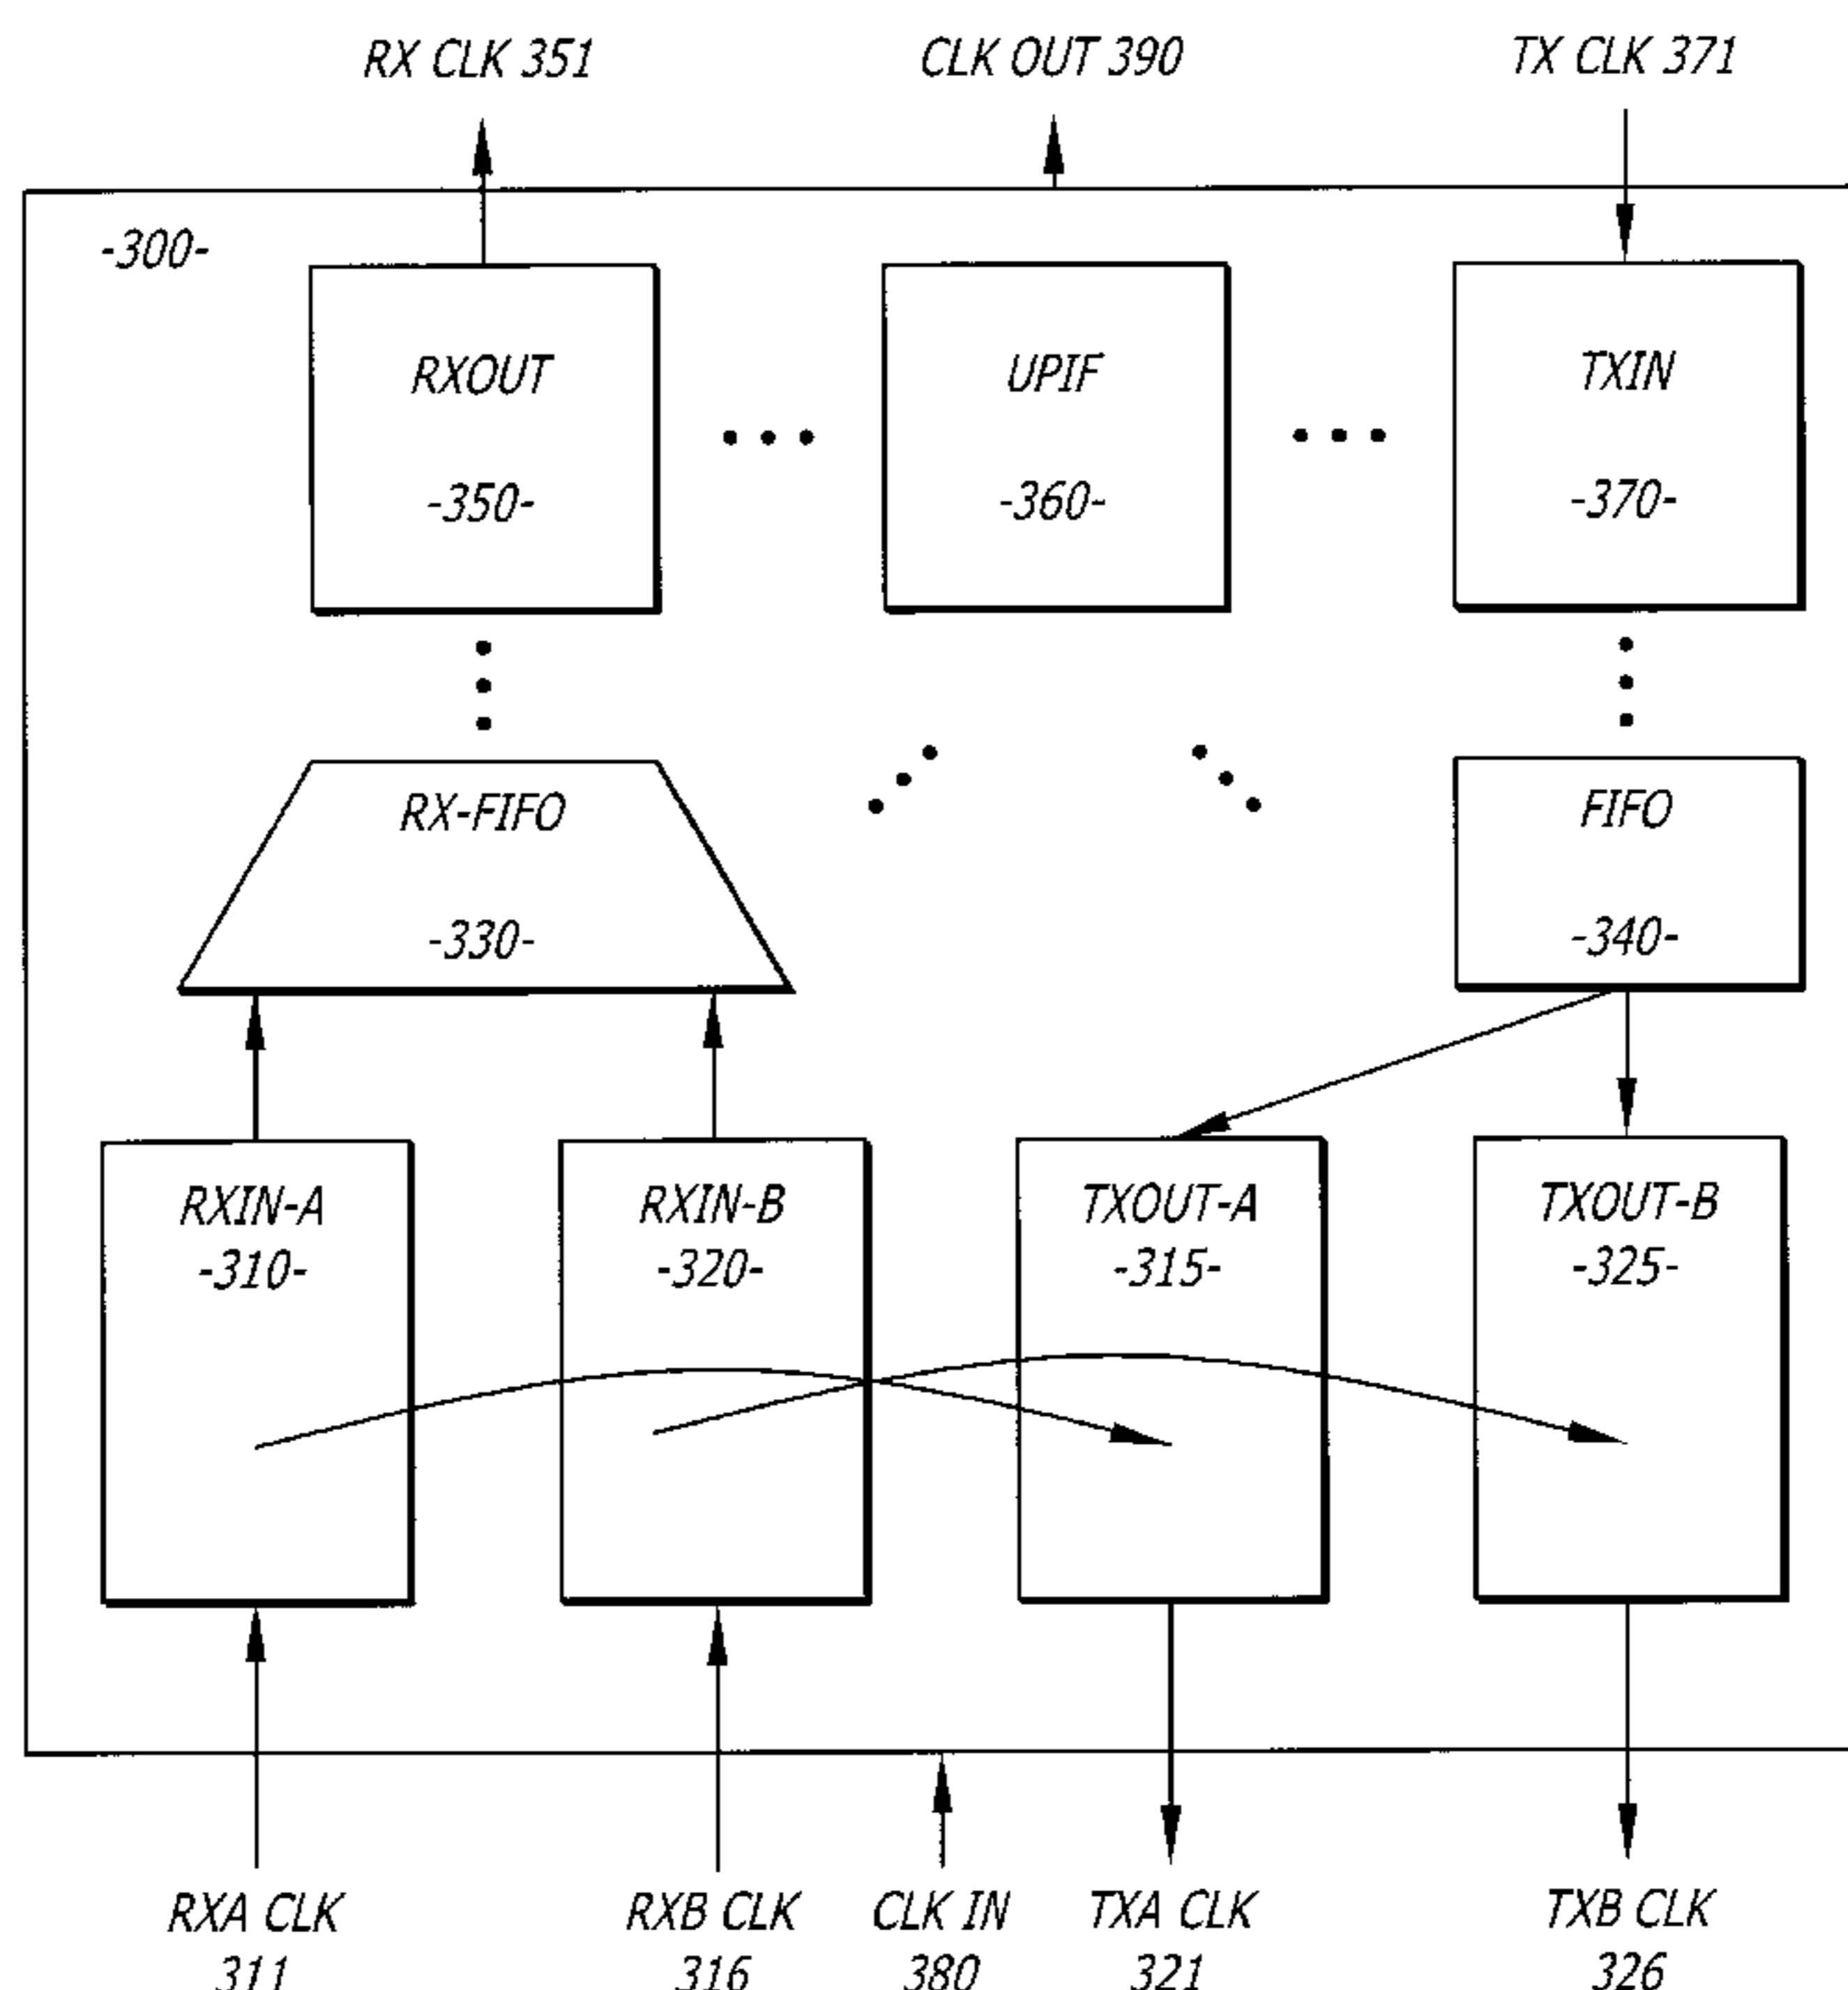 RX CLK 351
CLK OUT 390
TX CLK 371
-300-
RXOUT
-350-
UPIF
-360-
TXIN
-370-
RX-FIFO
-330-
FIFO
-340-
RXIN-A
-310-
RXIN-B
-320-
TXOUT-A
-315-
TXOUT-B
-325-
RXA CLK
311
RXB CLK
316
CLK IN
380
TXA CLK
321
TXB CLK
326